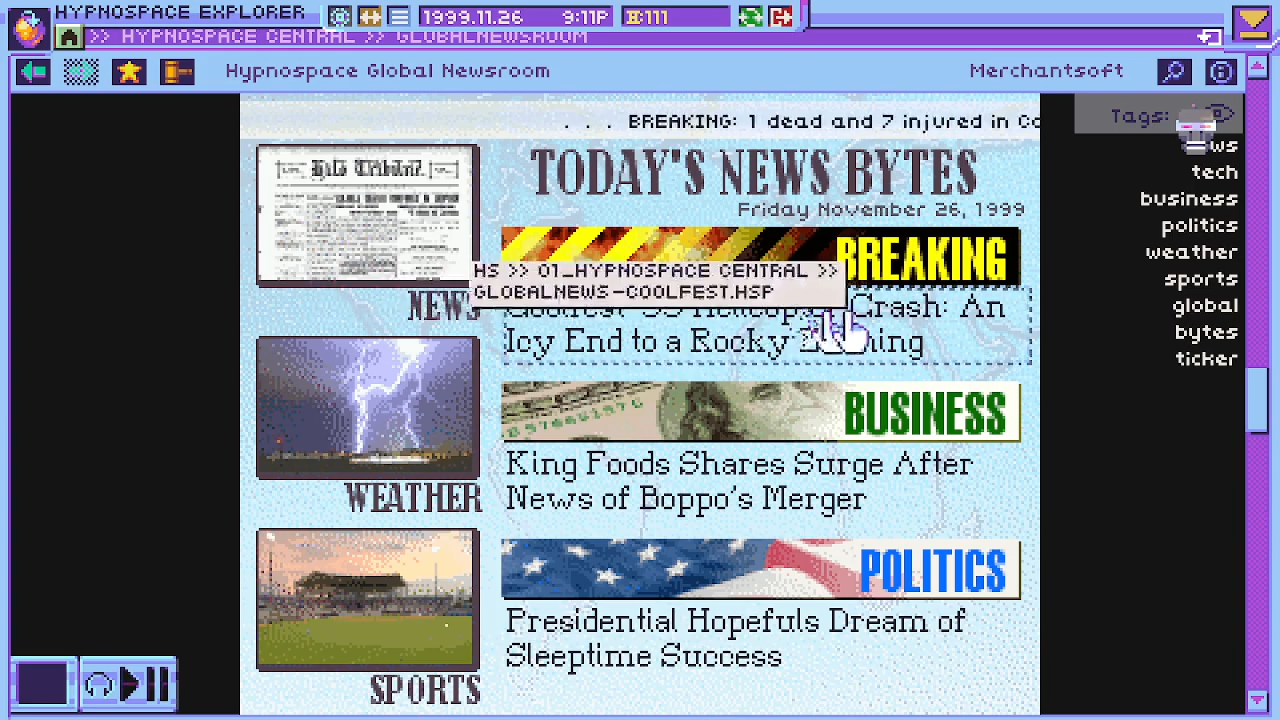 HYPNOSPACE EXPLORER
1999.11.26 9:11P
:111
>> HYPNOSPACE CENTRAL >> GLOBALNEWSROOM
Hypnospace Global Newsroom
Merchantsoft
. . . BREAKING: 1 dead and 7 injured in Co
Tags:
ws
tech
business
politics
weather
sports
global
bytes
ticker
TODAY'S NEWS BYTES
Friday November 26, 1999
BREAKING
HS >> 01_HYPNOSPACE CENTRAL >>
GLOBALNEWS-COOLFEST.HSP
Crash: An
Icy End to a Rocky
BUSINESS
King Foods Shares Surge After
News of Boppo's Merger
POLITICS
Presidential Hopefuls Dream of
Sleeptime Success
NEWS
WEATHER
SPORTS